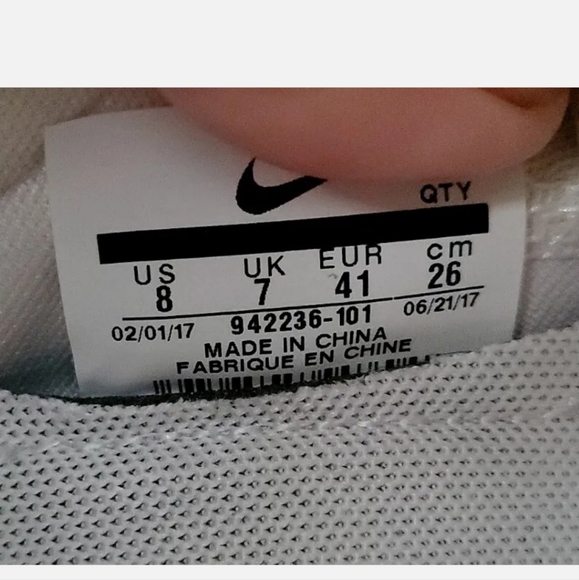 QTY
US UK EUR cm
8 7 41 26
02/01/17 942236-101 06/21/17
MADE IN CHINA
FABRIQUE EN CHINE